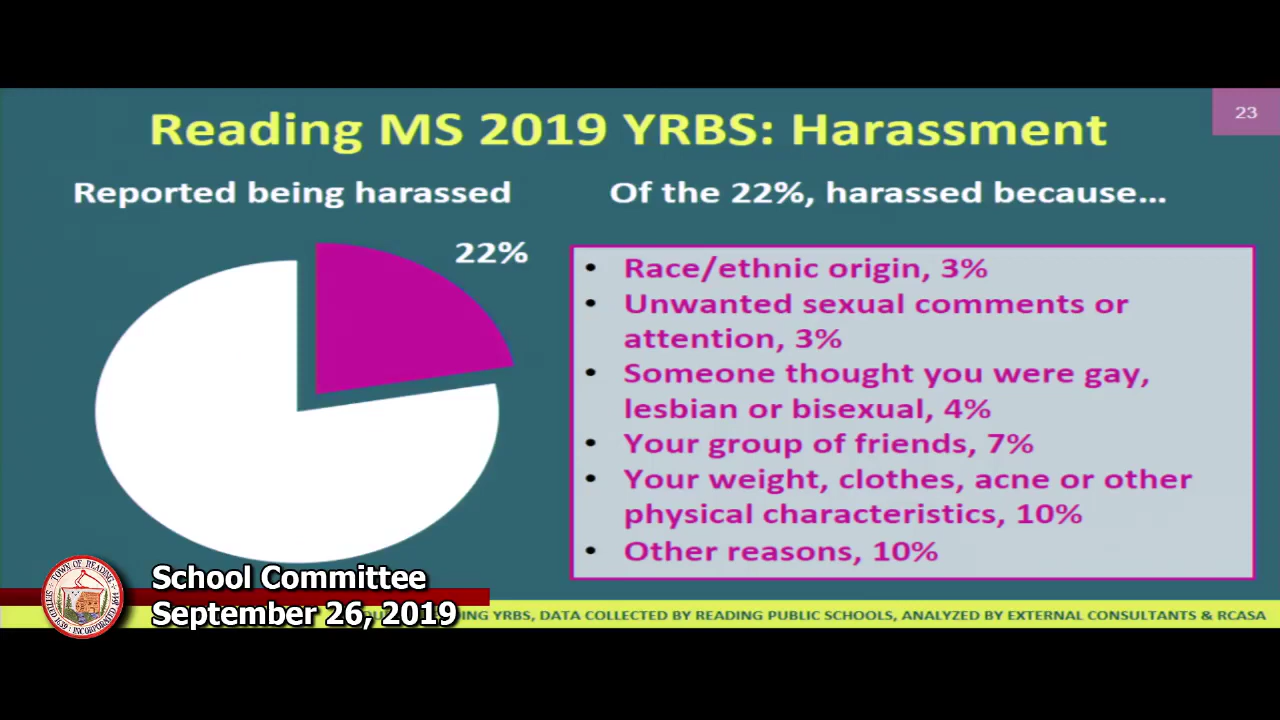 23
Reading MS 2019 YRBS: Harassment
Reported being harassed
22%
Of the 22%, harassed because...
• Race/ethnic origin, 3%
• Unwanted sexual comments or
attention, 3%
• Someone thought you were gay,
lesbian or bisexual, 4%
• Your group of friends, 7%
• Your weight, clothes, acne or other
physical characteristics, 10%
• Other reasons, 10%
TOWN OF READING
School Committee
September 26, 2019
YRBS, DATA COLLECTED BY READING PUBLIC SCHOOLS, ANALYZED BY EXTERNAL CONSULTANTS & RCASA